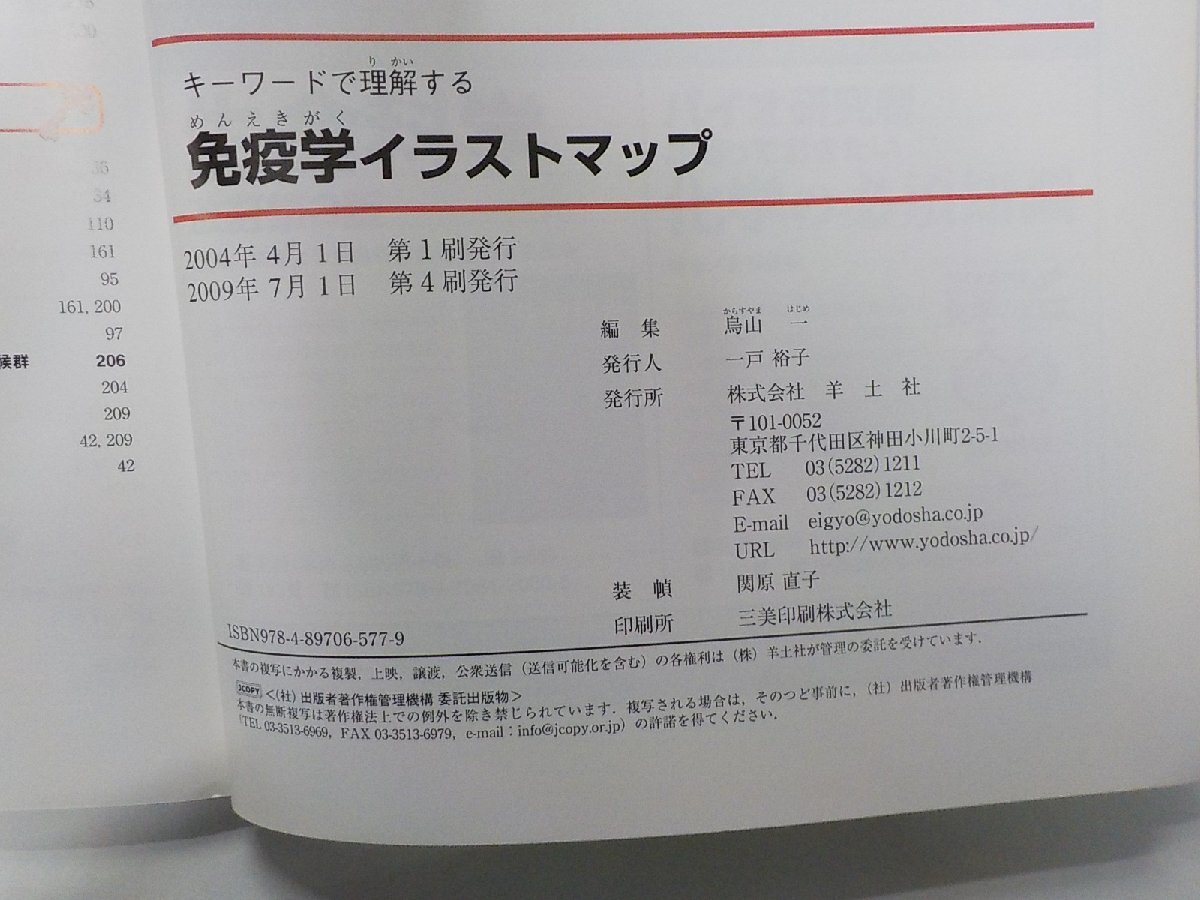 56
34
110
161
95
161, 200
97
候群 206
204
209
42, 209
42
り かい
キーワードで理解する
めんえきがく
免疫学イラストマップ
2004年 4月 1日 第1刷発行
2009年 7月 1日 第4刷発行
からすやま はじめ
編 集 烏山 一
発行人 一戸 裕子
発行所 株式会社 羊 土 社
〒101-0052
東京都千代田区神田小川町2-5-1
TEL 03(5282)1211
FAX 03(5282)1212
E-mail eigyo@yodosha.co.jp
URL http://www.yodosha.co.jp/
装 幀 関原 直子
印刷所 三美印刷株式会社
ISBN978-4-89706-577-9
本書の複写にかかる複製，上映，譲渡，公衆送信（送信可能化を含む）の各権利は（株）羊土社が管理の委託を受けています．
JCOPY <（社）出版者著作権管理機構 委託出版物>
本書の無断複写は著作権法上での例外を除き禁じられています．複写される場合は，そのつど事前に，（社）出版者著作権管理機構
（TEL 03-3513-6969，FAX 03-3513-6979，e-mail：info@jcopy.or.jp）の許諾を得てください．